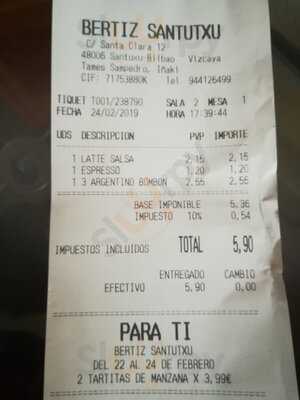 BERTIZ SANTUTXU
C/ Santa Clara 12
48006 Santuxu-Bilbao Vizcaya
Tames Sampedro, Iñaki
CIF: 71753880K Tel 944126499
TIQUET T001/238790 SALA 2 MESA 1
FECHA 24/02/2019 HORA 17:39:44
UDS DESCRIPCION PVP IMPORTE
1 LATTE SALSA 2,15 2,15
1 ESPRESSO 1,20 1,20
1 3 ARGENTINO BOMBON 2,55 2,55
BASE IMPONIBLE 5,36
IMPUESTO 10% 0,54
IMPUESTOS INCLUIDOS TOTAL 5,90
ENTREGADO CAMBIO
EFECTIVO 5,90 0,00
PARA TI
BERTIZ SANTUTXU
DEL 22 AL 24 DE FEBRERO
2 TARTITAS DE MANZANA X 3,99€